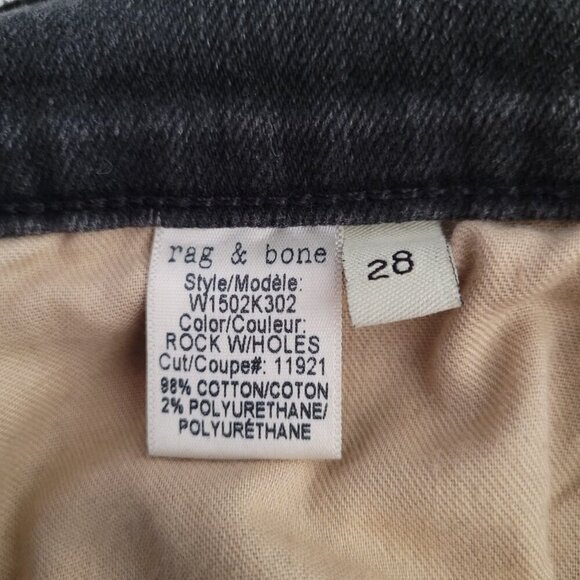 rag & bone
Style/Modèle:
W1502K302
Color/Couleur:
ROCK W/HOLES
Cut/Coupe#: 11921
98% COTTON/COTON
2% POLYURETHANE/
POLYURÉTHANE
28